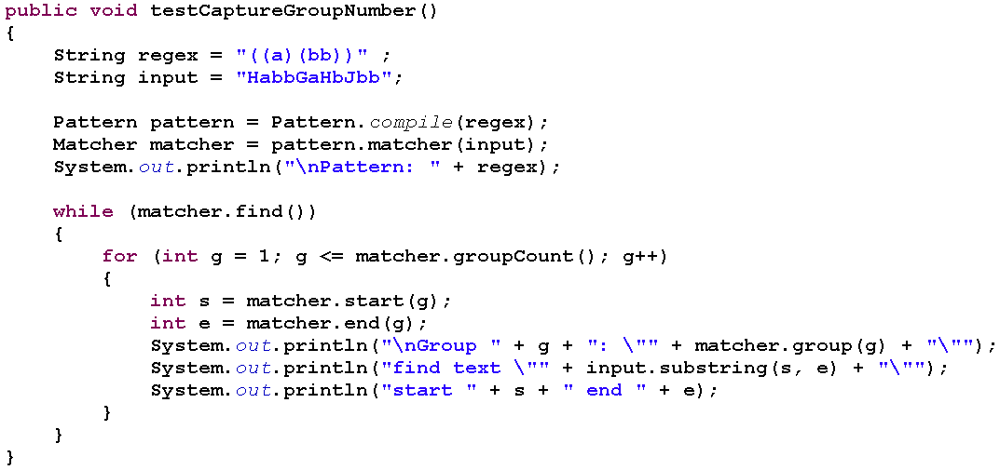 public void testCaptureGroupNumber()
{
    String regex = "((a)(bb))" ;
    String input = "HabbGaHbJbb";

    Pattern pattern = Pattern.compile(regex);
    Matcher matcher = pattern.matcher(input);
    System.out.println("\nPattern: " + regex);

    while (matcher.find())
    {
        for (int g = 1; g <= matcher.groupCount(); g++)
        {
            int s = matcher.start(g);
            int e = matcher.end(g);
            System.out.println("\nGroup " + g + ": \"" + matcher.group(g) + "\"");
            System.out.println("find text \"" + input.substring(s, e) + "\"");
            System.out.println("start " + s + " end " + e);
        }
    }
}